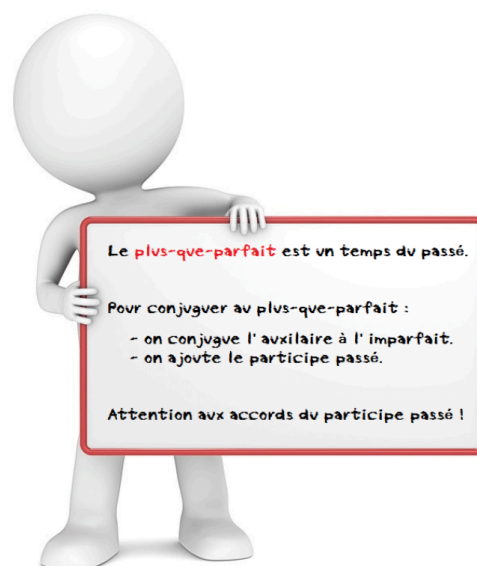 Le plus-que-parfait est un temps du passé.
Pour conjuguer au plus-que-parfait :
- on conjugue l'auxilaire à l'imparfait.
- on ajoute le participe passé.
Attention aux accords du participe passé !